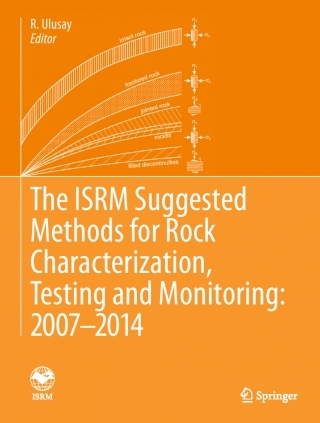 R. Ulusay
Editor
intact rock
fractured rock
jointed rock
rockfill
filled discontinuities
The ISRM Suggested
Methods for Rock
Characterization,
Testing and Monitoring:
2007–2014
ISRM
Springer